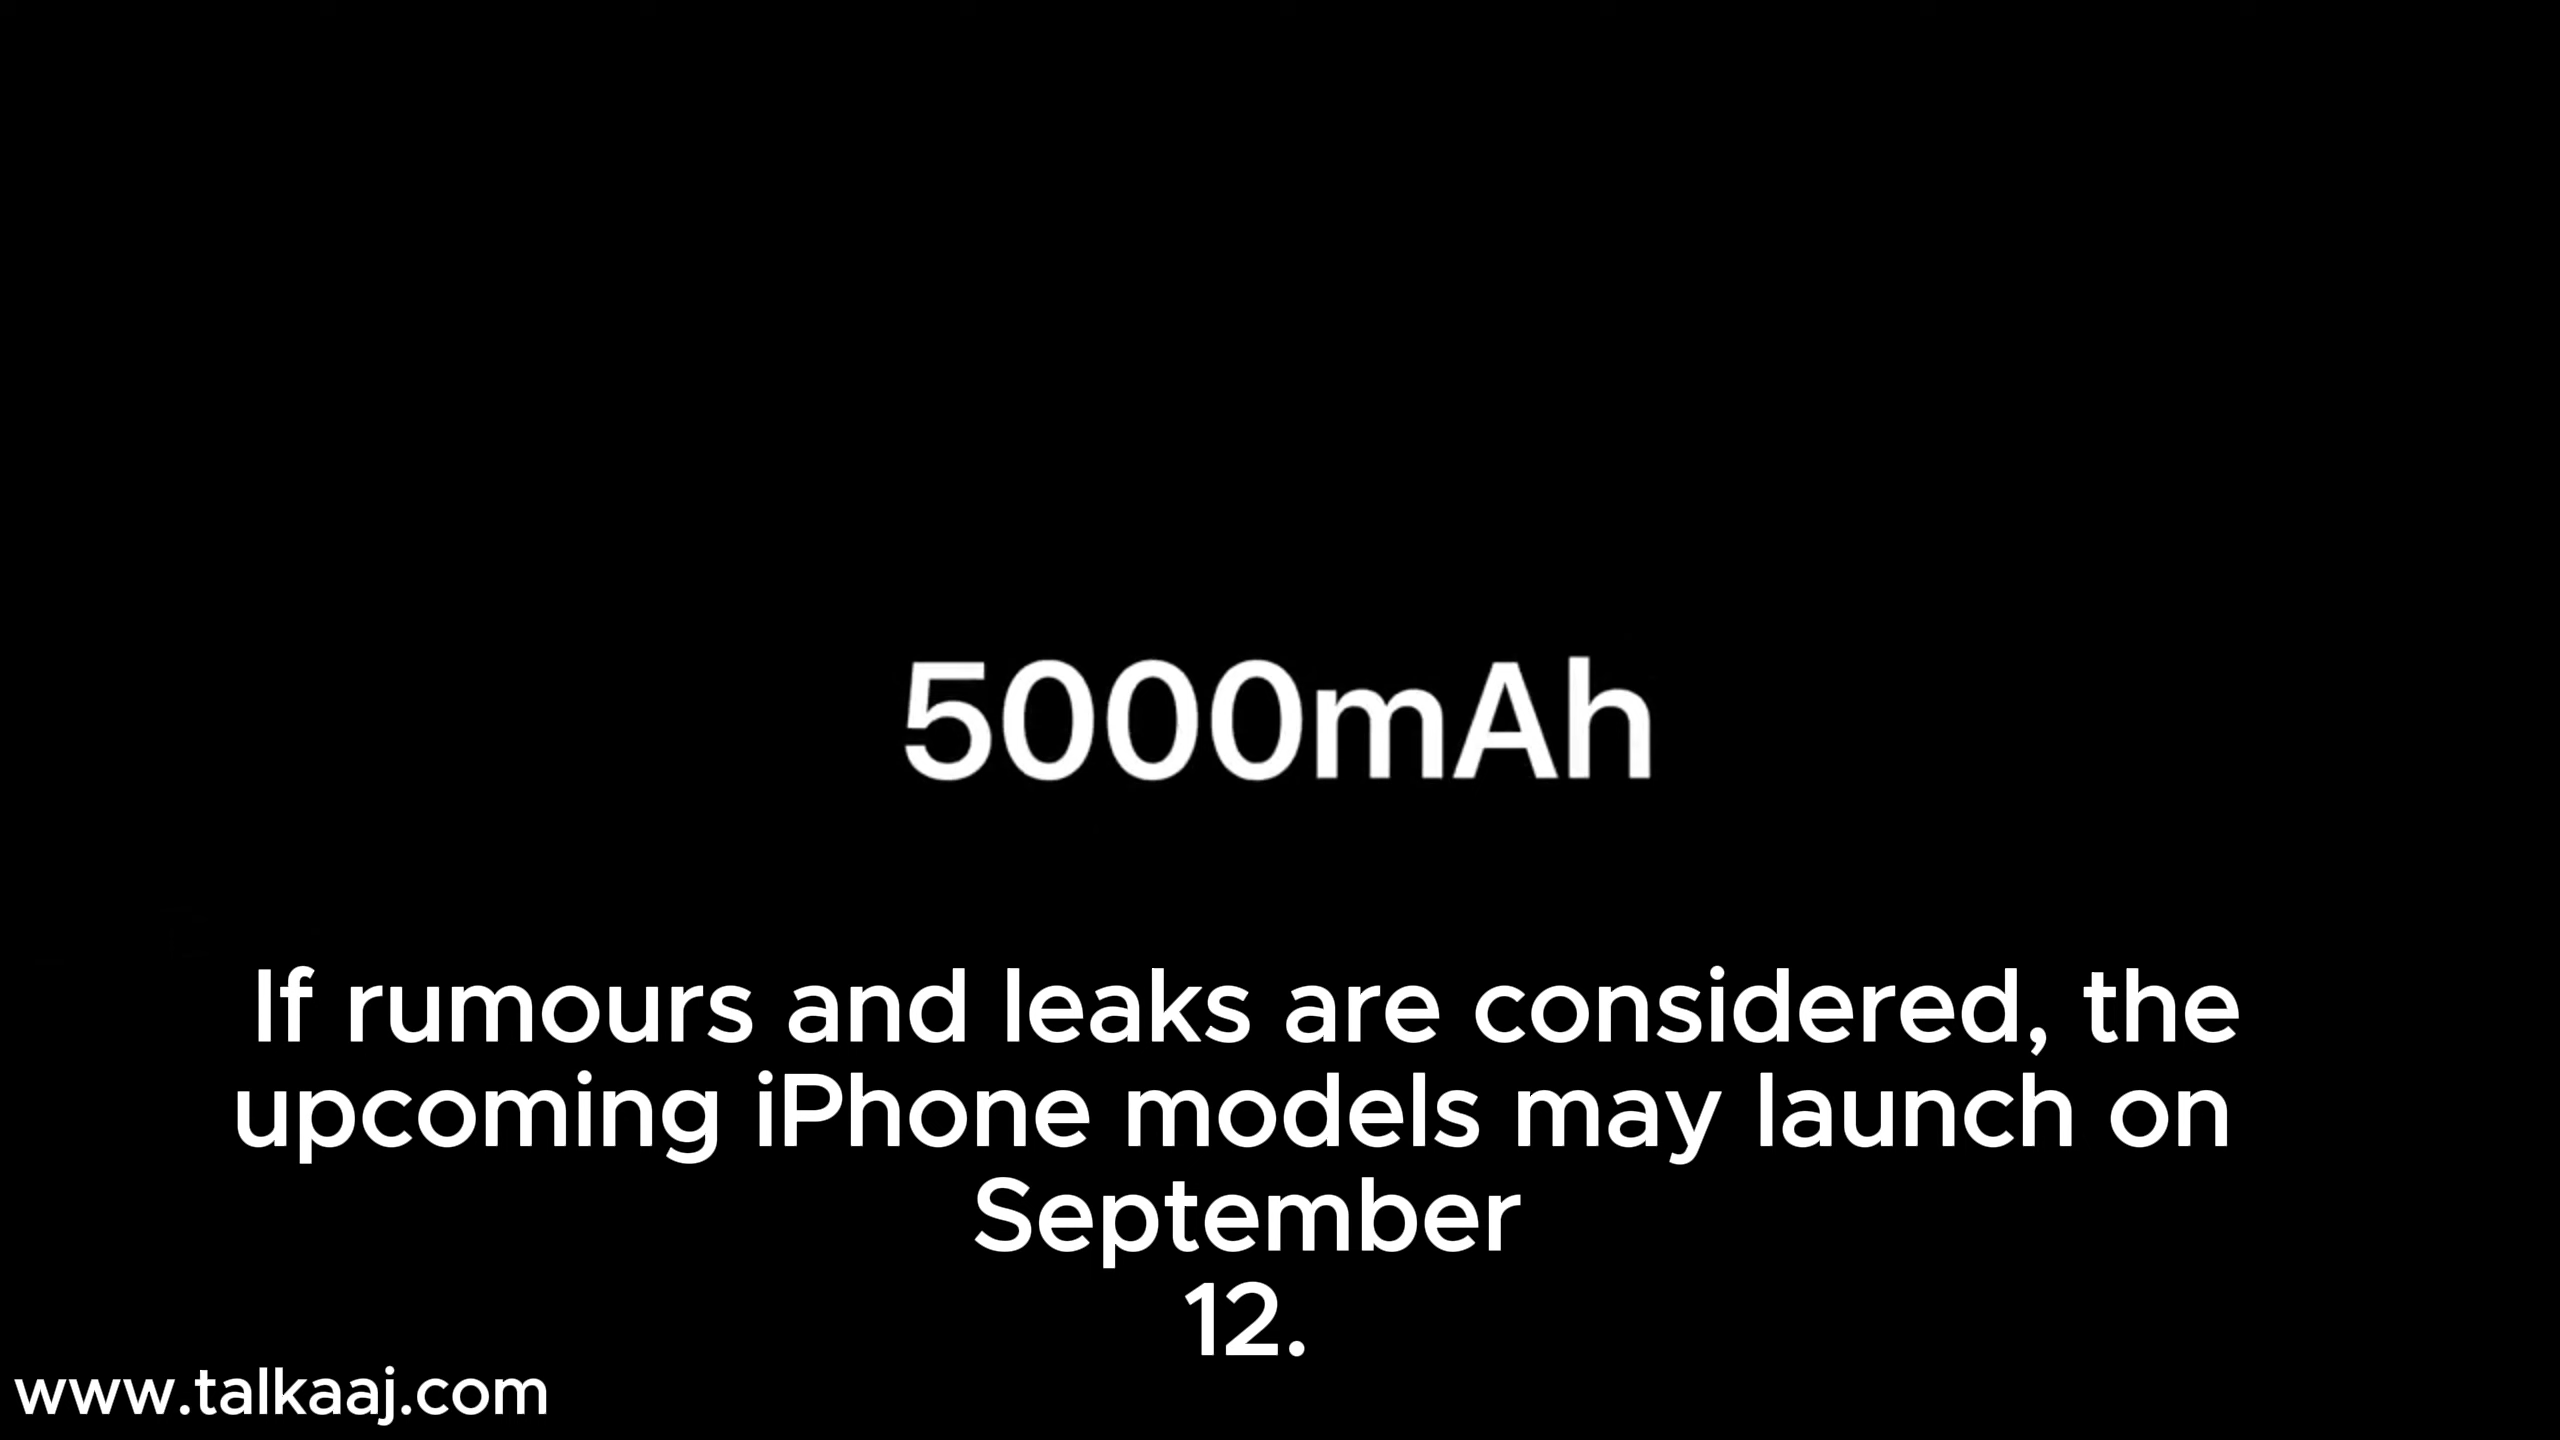 5000mAh
If rumours and leaks are considered, the
upcoming iPhone models may launch on
September
12.
www.talkaaj.com